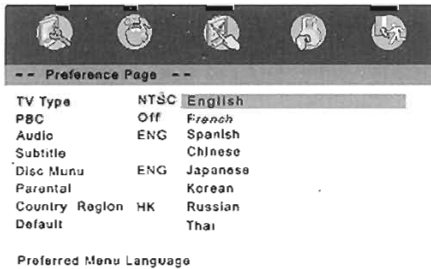 -- Preference Page --
TV Type NTSC English
PBC Off French
Audio ENG Spanish
Subtitle Chinese
Disc Munu ENG Japanese
Parental Korean
Country Region HK Russian
Default Thai
Preferred Menu Language